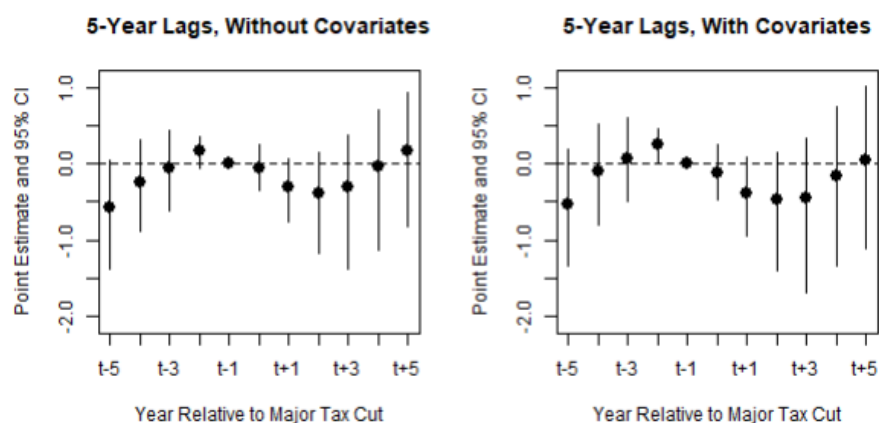 5-Year Lags, Without Covariates
Point Estimate and 95% CI
1.0
0.0
-1.0
-2.0
t-5 t-3 t-1 t+1 t+3 t+5
Year Relative to Major Tax Cut
5-Year Lags, With Covariates
Point Estimate and 95% CI
1.0
0.0
-1.0
-2.0
t-5 t-3 t-1 t+1 t+3 t+5
Year Relative to Major Tax Cut